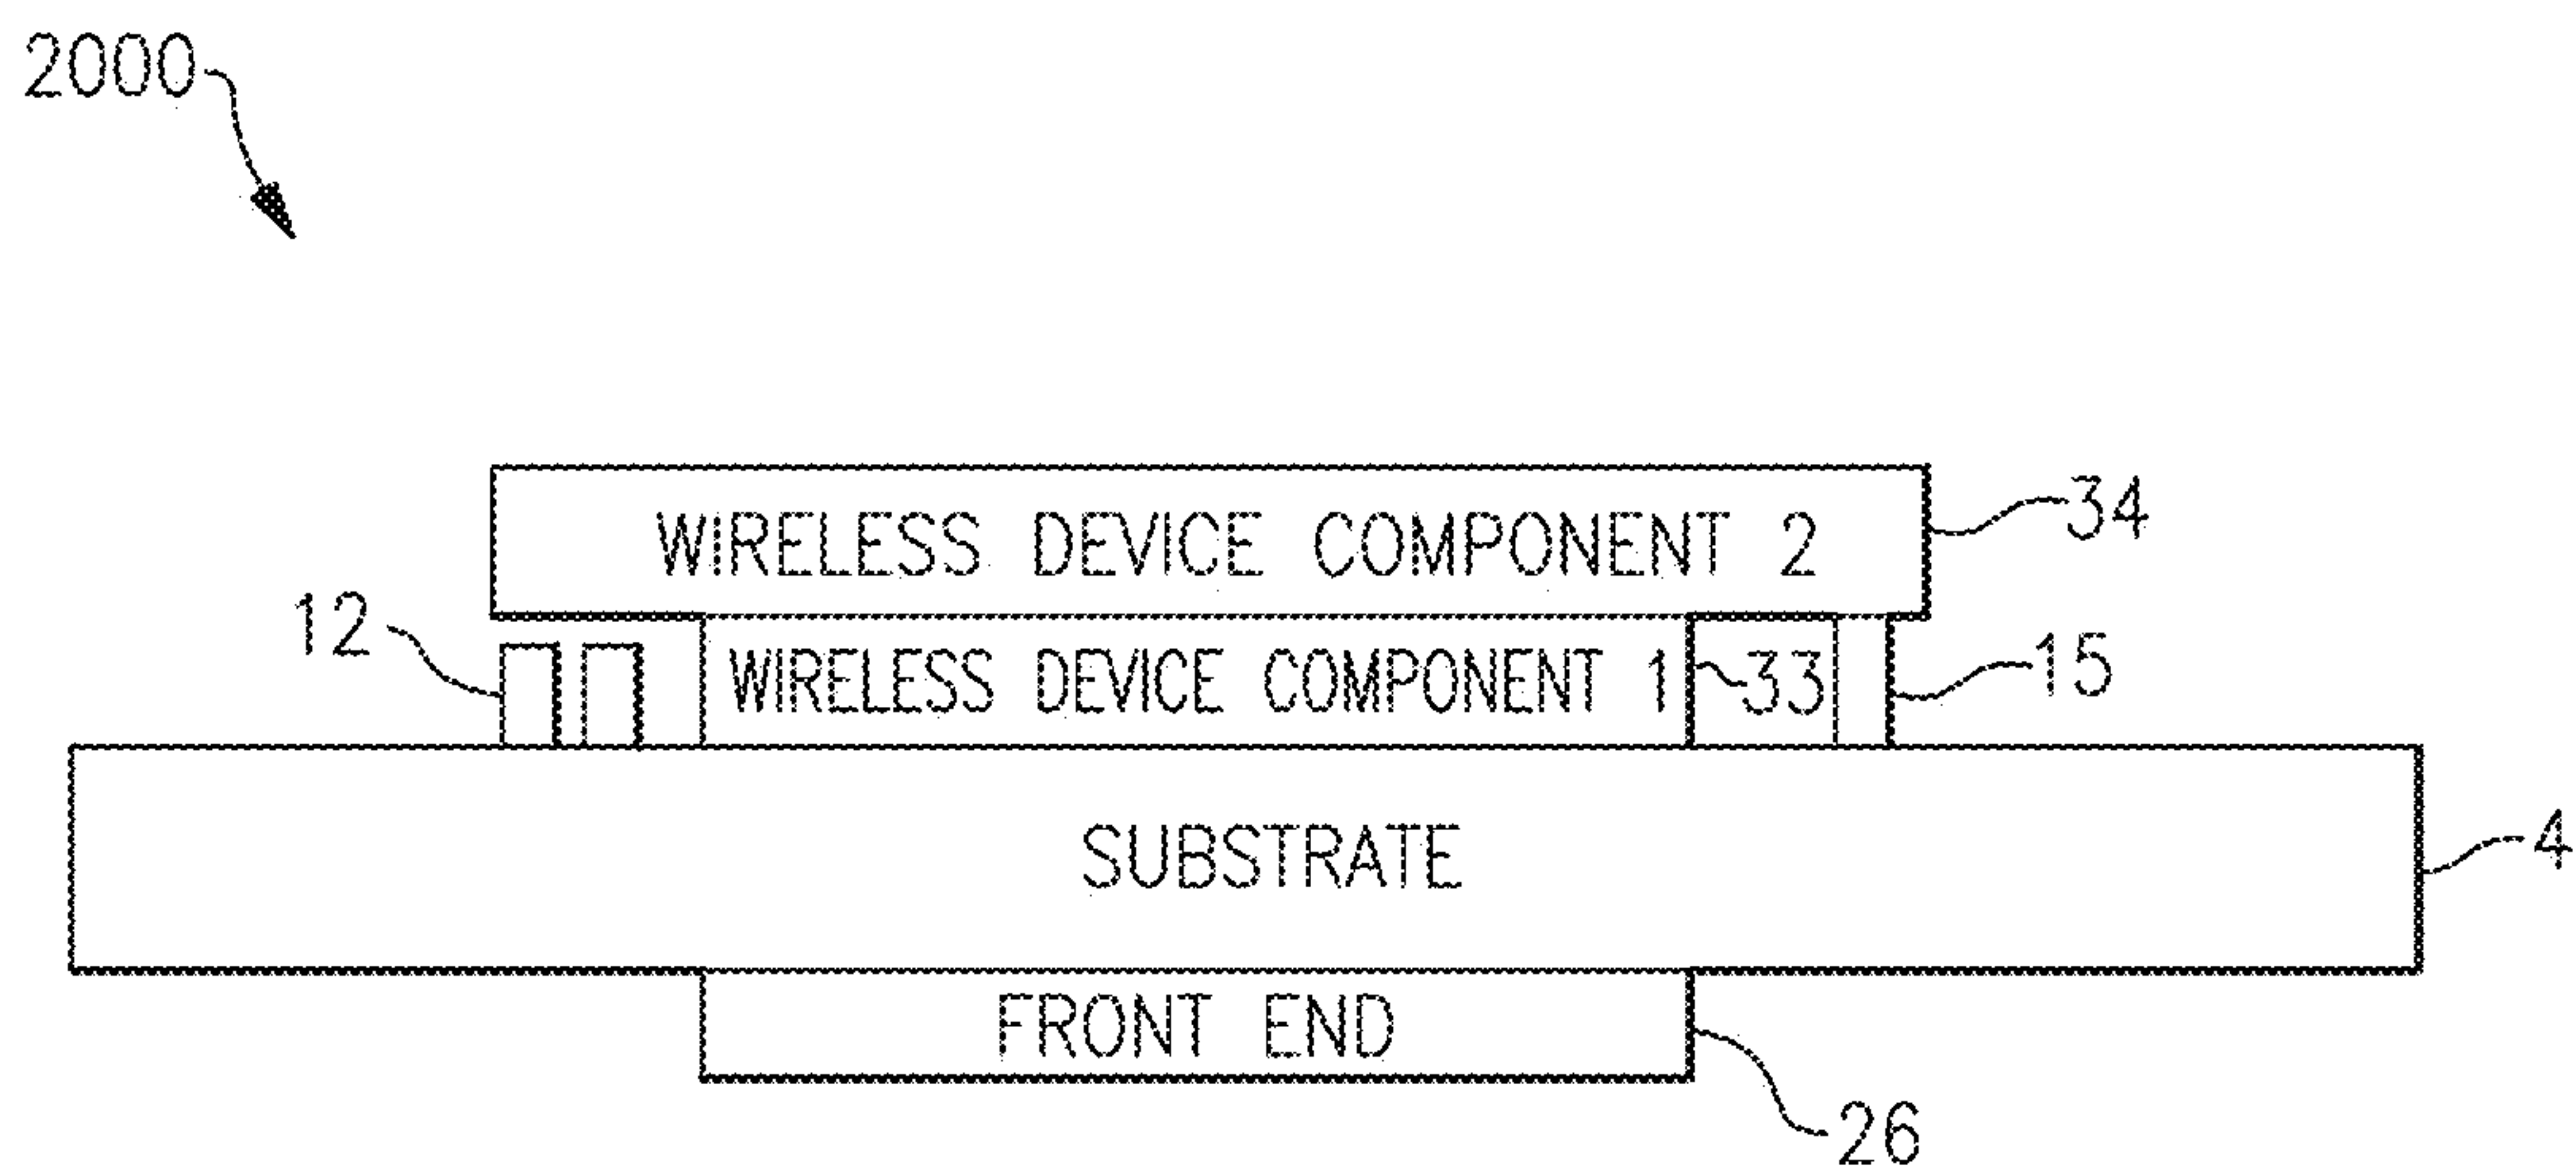 2000
WIRELESS DEVICE COMPONENT 2
34
12
WIRELESS DEVICE COMPONENT 1
33
15
SUBSTRATE
4
FRONT END
26